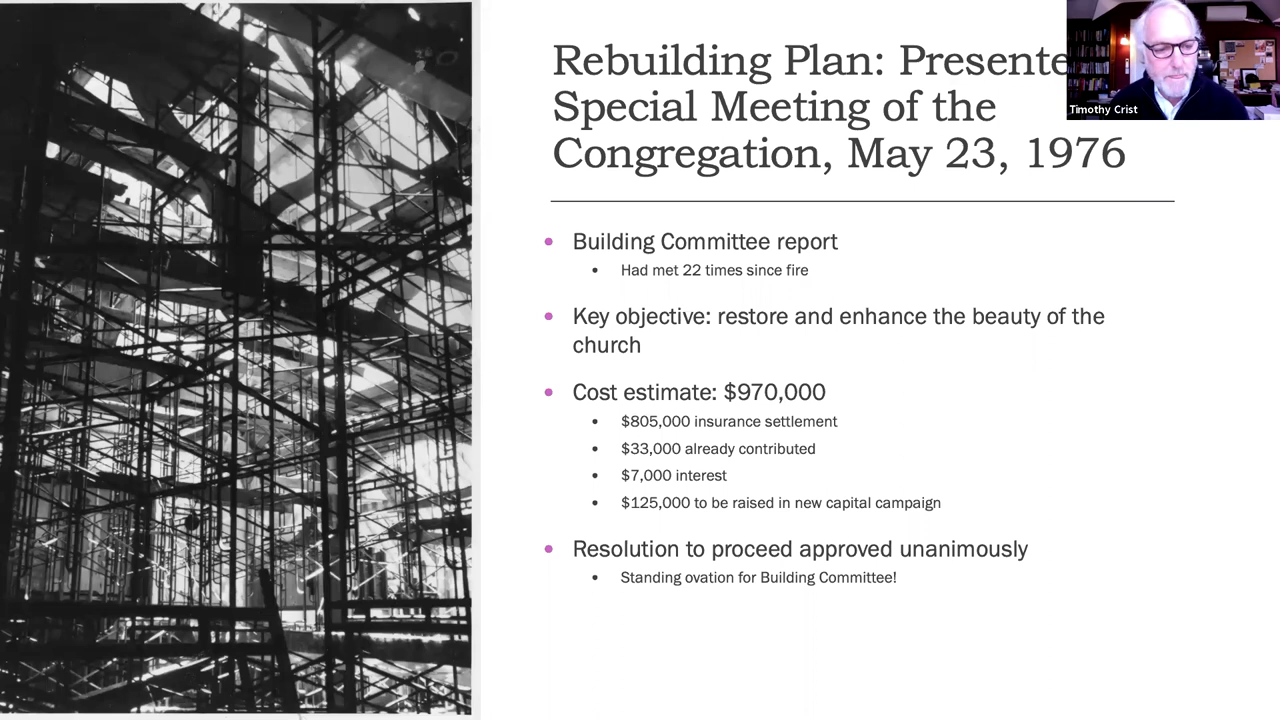 Rebuilding Plan: Presente
Special Meeting of the
Congregation, May 23, 1976
Timothy Crist
• Building Committee report
• Had met 22 times since fire
• Key objective: restore and enhance the beauty of the
church
• Cost estimate: $970,000
• $805,000 insurance settlement
• $33,000 already contributed
• $7,000 interest
• $125,000 to be raised in new capital campaign
• Resolution to proceed approved unanimously
• Standing ovation for Building Committee!